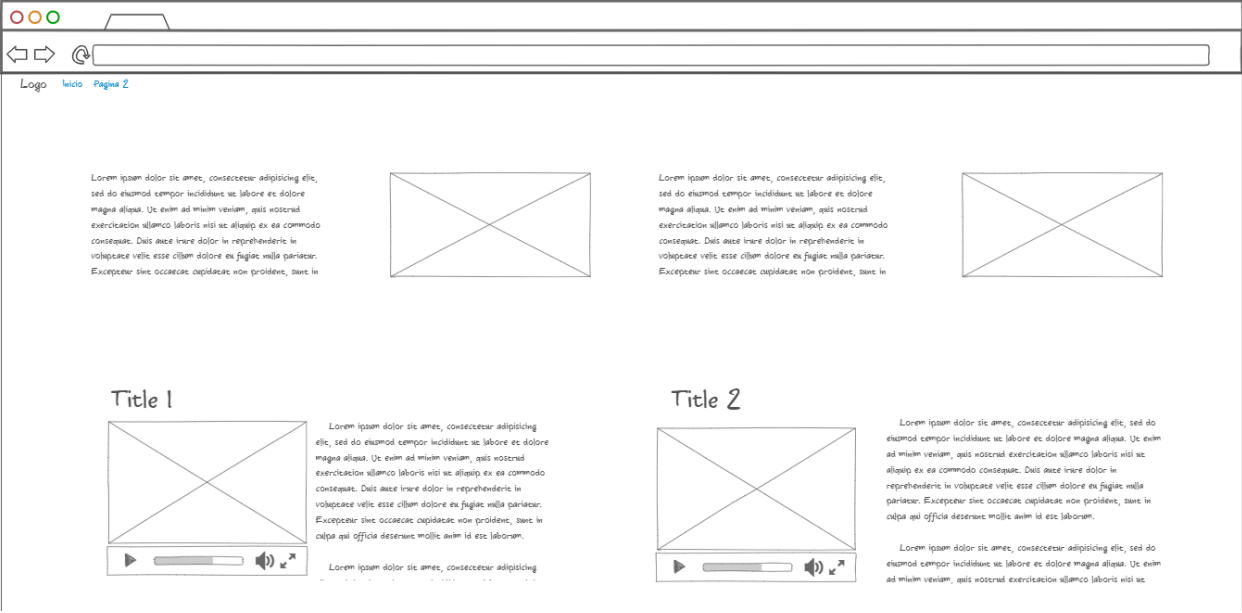 Logo Inicio Pagina 2
Lorem ipsum dolor sit amet, consectetur adipisicing elit,
sed do eiusmod tempor incididunt ut labore et dolore
magna aliqua. Ut enim ad minim veniam, quis nostrud
exercitation ullamco laboris nisi ut aliquip ex ea commodo
consequat. Duis aute irure dolor in reprehenderit in
voluptate velit esse cillum dolore eu fugiat nulla pariatur.
Excepteur sint occaecat cupidatat non proident, sunt in
Lorem ipsum dolor sit amet, consectetur adipisicing elit,
sed do eiusmod tempor incididunt ut labore et dolore
magna aliqua. Ut enim ad minim veniam, quis nostrud
exercitation ullamco laboris nisi ut aliquip ex ea commodo
consequat. Duis aute irure dolor in reprehenderit in
voluptate velit esse cillum dolore eu fugiat nulla pariatur.
Excepteur sint occaecat cupidatat non proident, sunt in
Title 1
Lorem ipsum dolor sit amet, consectetur adipisicing
elit, sed do eiusmod tempor incididunt ut labore et dolore
magna aliqua. Ut enim ad minim veniam, quis nostrud
exercitation ullamco laboris nisi ut aliquip ex ea commodo
consequat. Duis aute irure dolor in reprehenderit in
voluptate velit esse cillum dolore eu fugiat nulla pariatur.
Excepteur sint occaecat cupidatat non proident, sunt in
culpa qui officia deserunt mollit anim id est laborum.
Lorem ipsum dolor sit amet, consectetur adipisicing
Title 2
Lorem ipsum dolor sit amet, consectetur adipisicing elit, sed do
eiusmod tempor incididunt ut labore et dolore magna aliqua. Ut enim
ad minim veniam, quis nostrud exercitation ullamco laboris nisi ut
aliquip ex ea commodo consequat. Duis aute irure dolor in
reprehenderit in voluptate velit esse cillum dolore eu fugiat nulla
pariatur. Excepteur sint occaecat cupidatat non proident, sunt in
culpa qui officia deserunt mollit anim id est laborum.
Lorem ipsum dolor sit amet, consectetur adipisicing elit, sed do
eiusmod tempor incididunt ut labore et dolore magna aliqua. Ut enim
ad minim veniam, quis nostrud exercitation ullamco laboris nisi ut